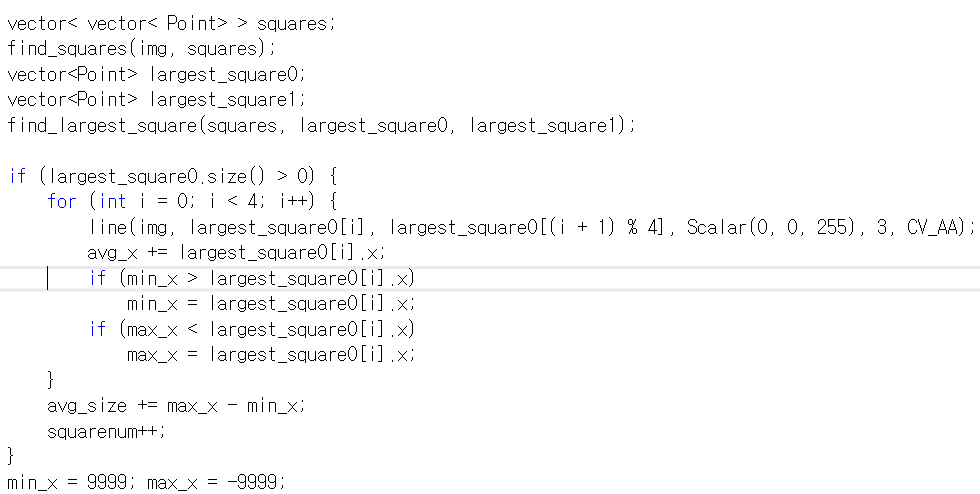 vector< vector< Point> > squares;
find_squares(img, squares);
vector<Point> largest_square0;
vector<Point> largest_square1;
find_largest_square(squares, largest_square0, largest_square1);
if (largest_square0.size() > 0) {
for (int i = 0; i < 4; i++) {
line(img, largest_square0[i], largest_square0[(i + 1) % 4], Scalar(0, 0, 255), 3, CV_AA);
avg_x += largest_square0[i].x;
if (min_x > largest_square0[i].x)
min_x = largest_square0[i].x;
if (max_x < largest_square0[i].x)
max_x = largest_square0[i].x;
}
avg_size += max_x - min_x;
squarenum++;
}
min_x = 9999; max_x = -9999;